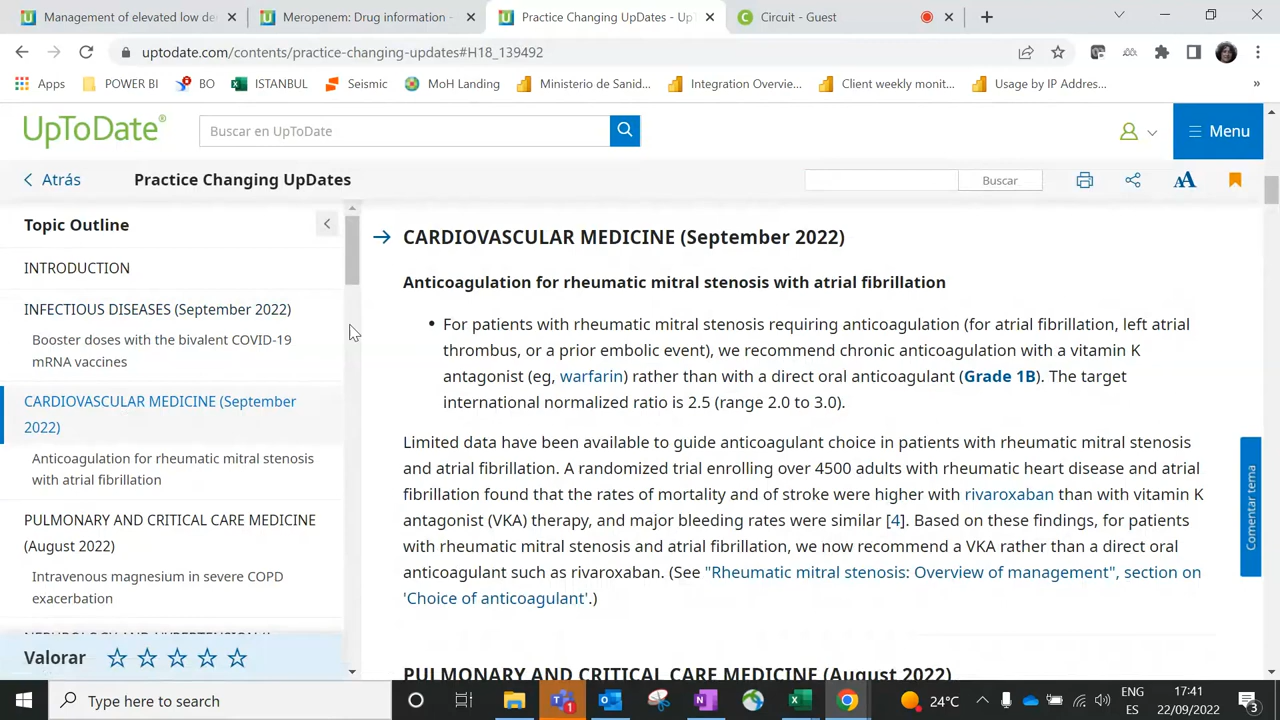 Management of elevated low de
Meropenem: Drug information -
Practice Changing UpDates - Up
Circuit - Guest
uptodate.com/contents/practice-changing-updates#H18_139492
Apps
POWER BI
BO
ISTANBUL
Seismic
MoH Landing
Ministerio de Sanid...
Integration Overvie...
Client weekly monit...
Usage by IP Addres...
»
UpToDate®
Buscar en UpToDate
Menu
Atrás
Practice Changing UpDates
Buscar
AA
Topic Outline
INTRODUCTION
INFECTIOUS DISEASES (September 2022)
Booster doses with the bivalent COVID-19
mRNA vaccines
CARDIOVASCULAR MEDICINE (September
2022)
Anticoagulation for rheumatic mitral stenosis
with atrial fibrillation
PULMONARY AND CRITICAL CARE MEDICINE
(August 2022)
Intravenous magnesium in severe COPD
exacerbation
Valorar
→ CARDIOVASCULAR MEDICINE (September 2022)
Anticoagulation for rheumatic mitral stenosis with atrial fibrillation
• For patients with rheumatic mitral stenosis requiring anticoagulation (for atrial fibrillation, left atrial
thrombus, or a prior embolic event), we recommend chronic anticoagulation with a vitamin K
antagonist (eg, warfarin) rather than with a direct oral anticoagulant (Grade 1B). The target
international normalized ratio is 2.5 (range 2.0 to 3.0).
Limited data have been available to guide anticoagulant choice in patients with rheumatic mitral stenosis
and atrial fibrillation. A randomized trial enrolling over 4500 adults with rheumatic heart disease and atrial
fibrillation found that the rates of mortality and of stroke were higher with rivaroxaban than with vitamin K
antagonist (VKA) therapy, and major bleeding rates were similar [4]. Based on these findings, for patients
with rheumatic mitral stenosis and atrial fibrillation, we now recommend a VKA rather than a direct oral
anticoagulant such as rivaroxaban. (See "Rheumatic mitral stenosis: Overview of management", section on
'Choice of anticoagulant'.)
PULMONARY AND CRITICAL CARE MEDICINE (August 2022)
Comentar tema
Type here to search
1
24°C
ENG
ES
17:41
22/09/2022
3